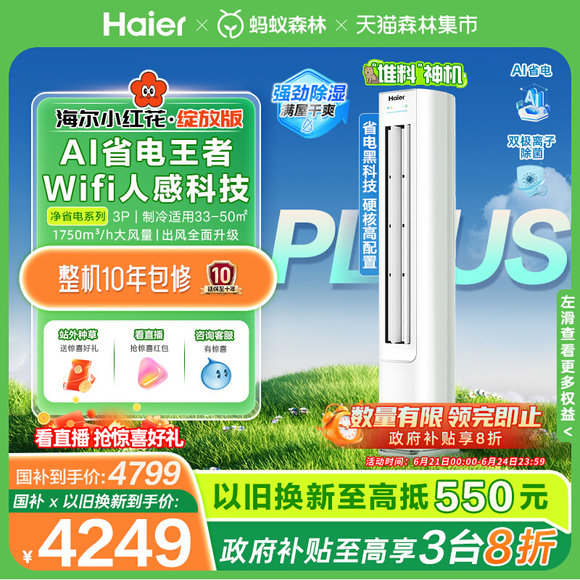 Haier × 蚂蚁森林 × 天猫森林集市
海尔小红花·绽放版
AI省电王者
Wifi人感科技
净省电系列 3P | 制冷适用33-50㎡
1750m³/h大风量 | 出风全面升级
整机10年包修 10 延保至十年
站外种草
送惊喜好礼
看直播
抢惊喜红包
咨询客服
有惊喜
看直播 抢惊喜好礼
强劲除湿
满屋干爽
"堆料"神机
Haier
省电黑科技 硬核高配置
AI省电
AI
双极离子
除菌
PLUS
左滑查看更多权益
数量有限 领完即止
政府补贴享8折
活动时间：6月21日00:00-6月24日23:59
国补到手价：4799
国补 x 以旧换新到手价：
¥4249
以旧换新至高抵 550元
政府补贴至高享3台8折